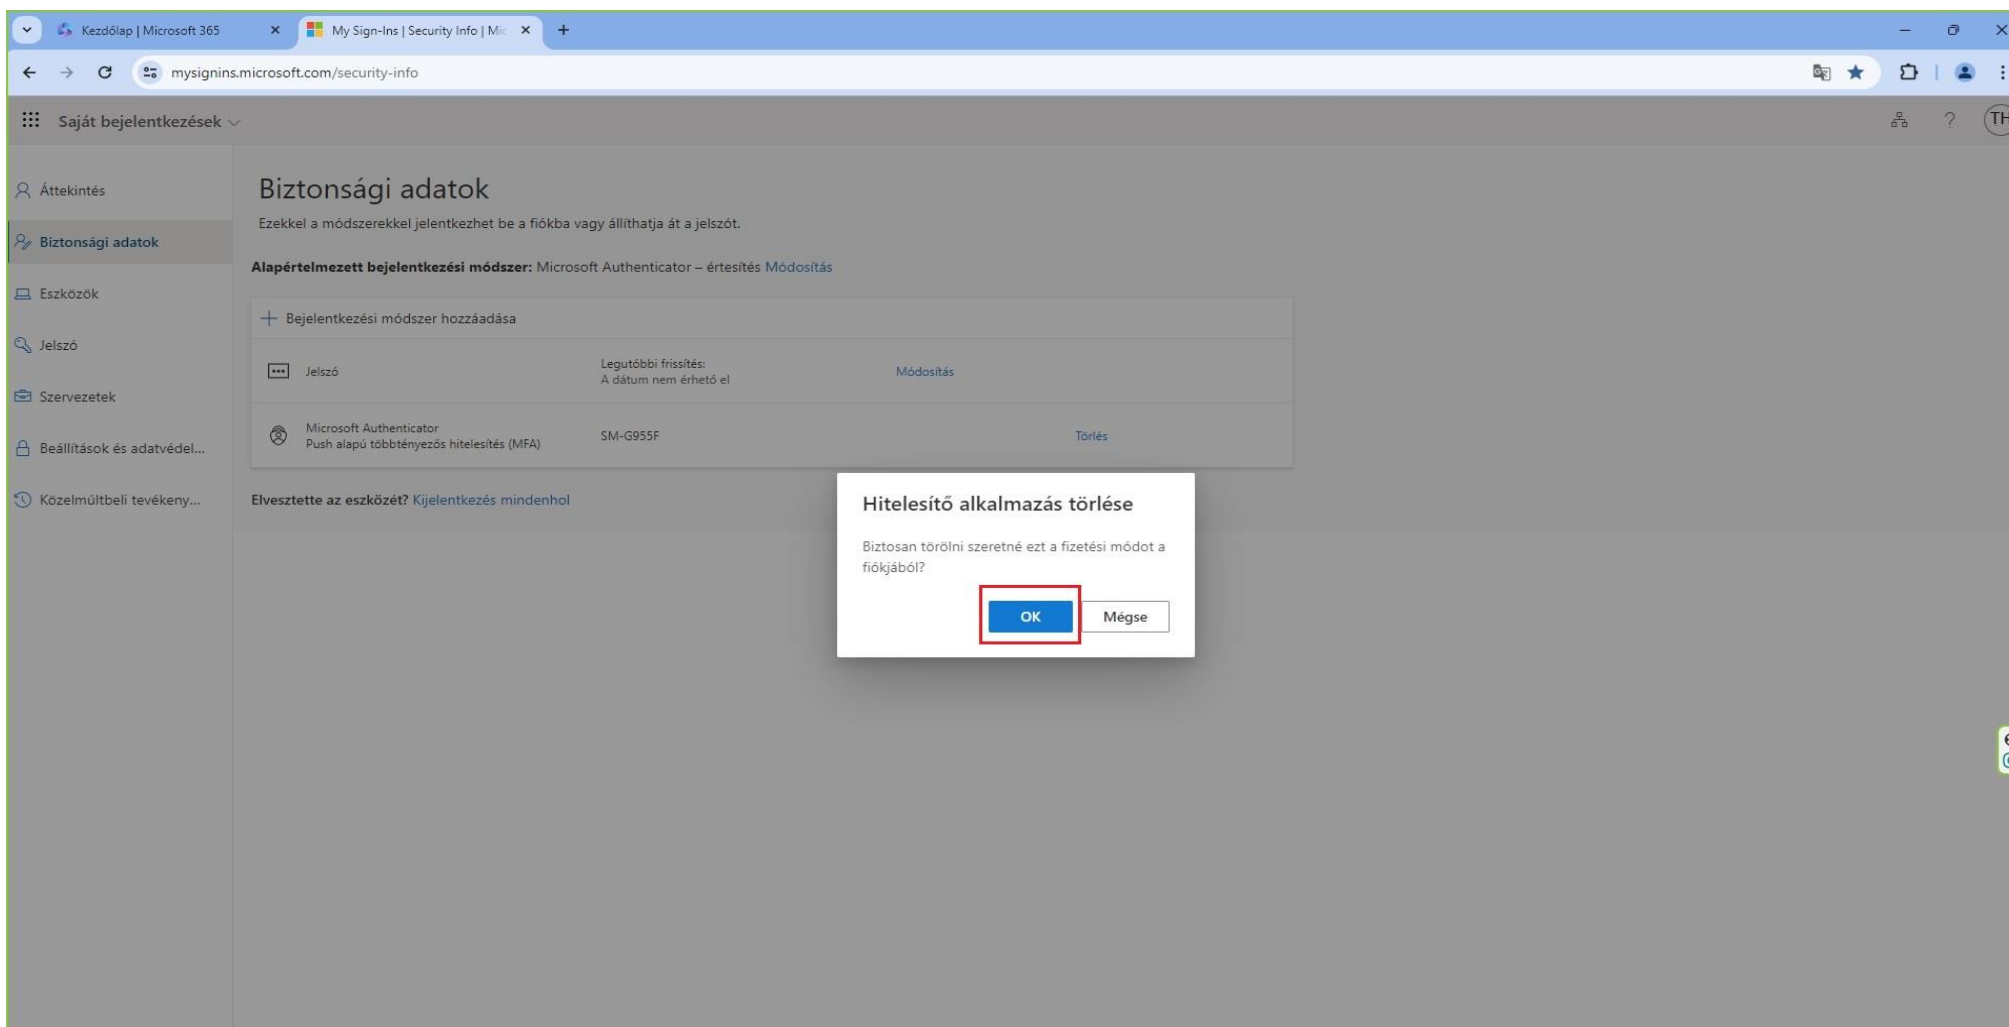 Kezdőlap | Microsoft 365
My Sign-Ins | Security Info | Mic
mysignins.microsoft.com/security-info
Saját bejelentkezések
?
TH
Áttekintés
Biztonsági adatok
Eszközök
Jelszó
Szervezetek
Beállítások és adatvédel...
Közelmúltbeli tevékeny...
Biztonsági adatok
Ezekkel a módszerekkel jelentkezhet be a fiókba vagy állíthatja át a jelszót.
Alapértelmezett bejelentkezési módszer: Microsoft Authenticator – értesítés Módosítás
Bejelentkezési módszer hozzáadása
Jelszó
Legutóbbi frissítés:
A dátum nem érhető el
Módosítás
Microsoft Authenticator
Push alapú többtényezős hitelesítés (MFA)
SM-G955F
Törlés
Elvesztette az eszközét? Kijelentkezés mindenhol
Hitelesítő alkalmazás törlése
Biztosan törölni szeretné ezt a fizetési módot a
fiókjából?
OK
Mégse